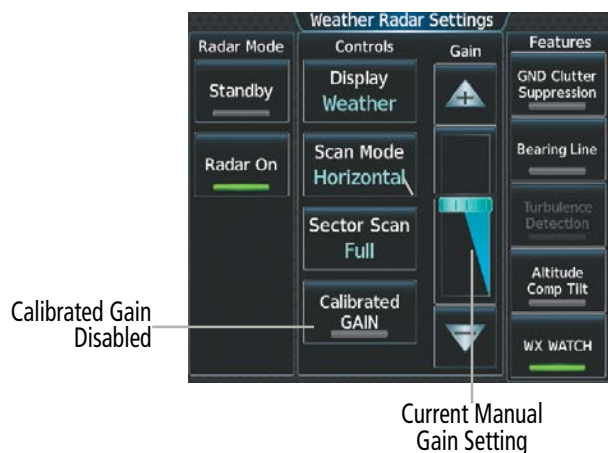 Weather Radar Settings
Radar Mode
Standby
Radar On
Controls
Display
Weather
Scan Mode
Horizontal
Sector Scan
Full
Calibrated
GAIN
Gain
+
−
Features
GND Clutter
Suppression
Bearing Line
Turbulence
Detection
Altitude
Comp Tilt
WX WATCH
Calibrated Gain
Disabled
Current Manual
Gain Setting